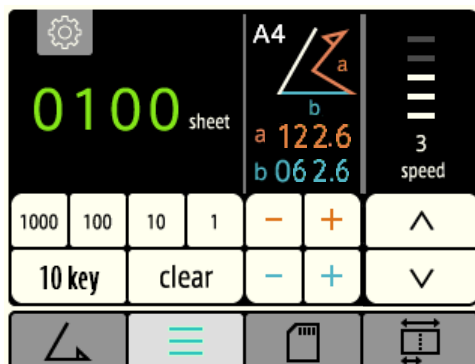 A4
a
b
0100 sheet
a 122.6
b 062.6
3
speed
1000 100 10 1 - +
10 key clear - +